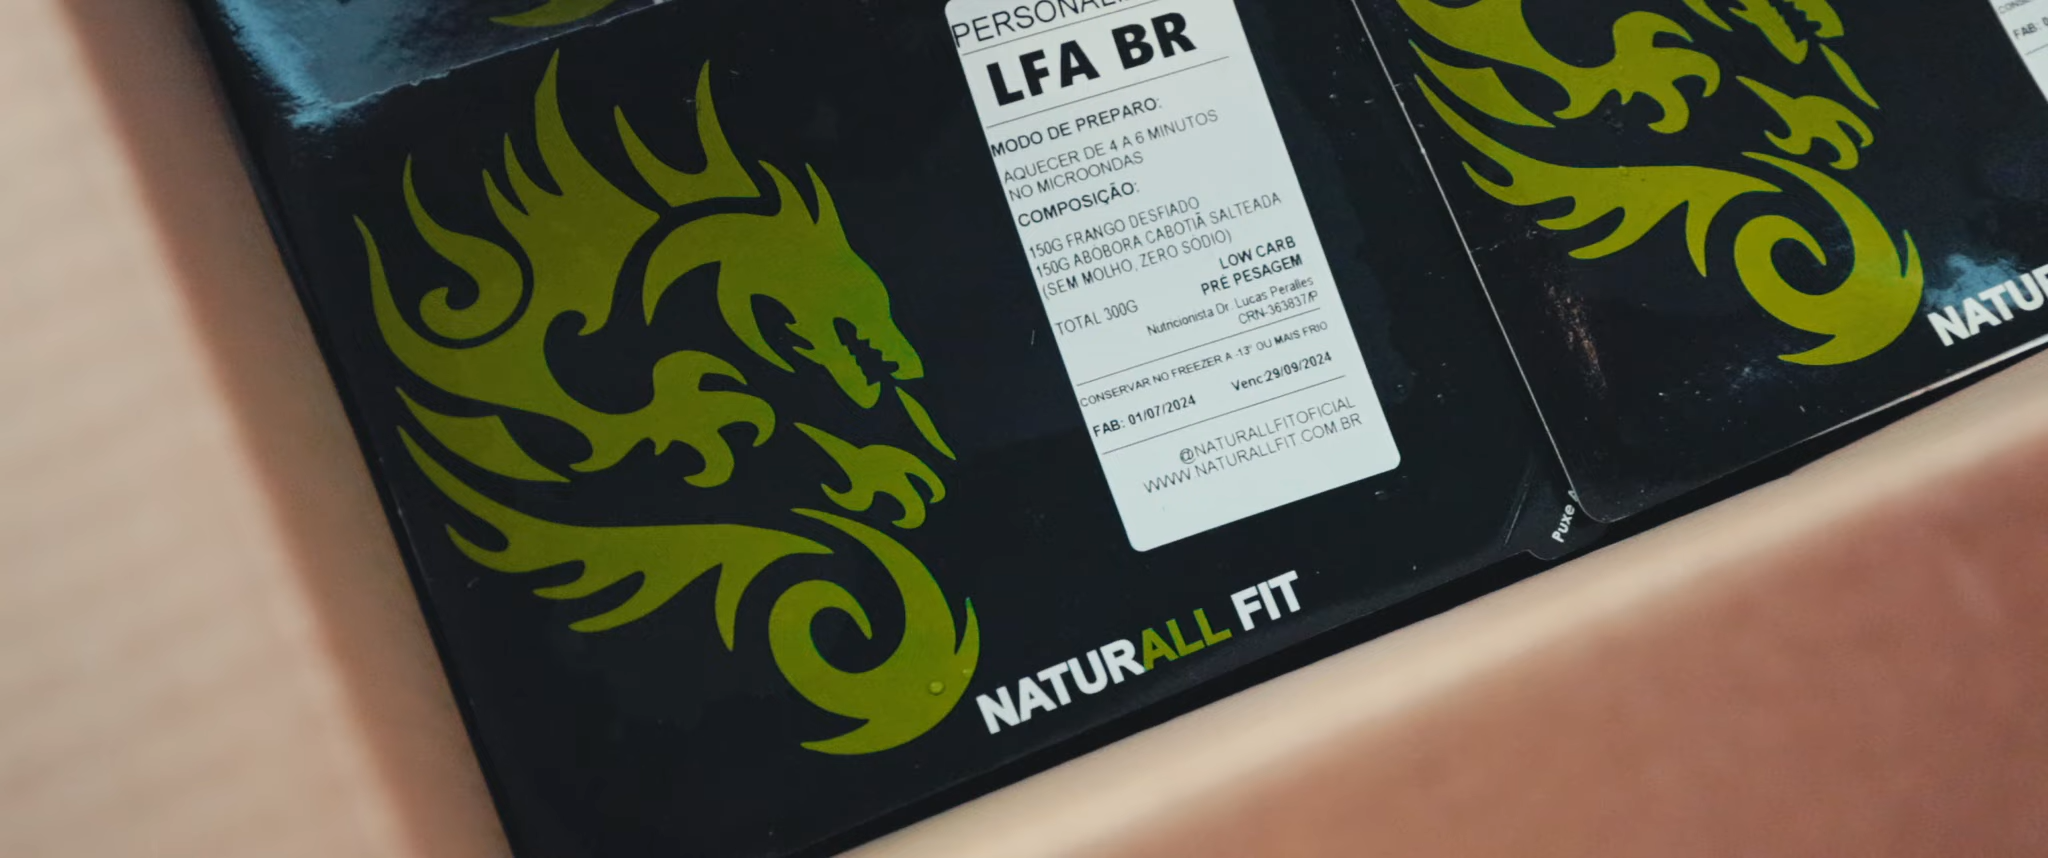 LFA BR
MODO DE PREPARO:
AQUECER DE 4 A 6 MINUTOS
NO MICROONDAS
COMPOSIÇÃO:
150G FRANGO DESFIADO
150G ABÓBORA CABOTIÃ SALTEADA
(SEM MOLHO, ZERO SÓDIO)
LOW CARB
PRÉ PESAGEM
TOTAL 300G
Nutricionista Dr. Lucas Peralles
CRN-363837/P
CONSERVAR NO FREEZER A -13° OU MAIS FRIO
FAB: 01/07/2024 Venc:29/09/2024
@NATURALLFITOFICIAL
WWW.NATURALLFIT.COM.BR
NATURALL FIT
Puxe
FAB: